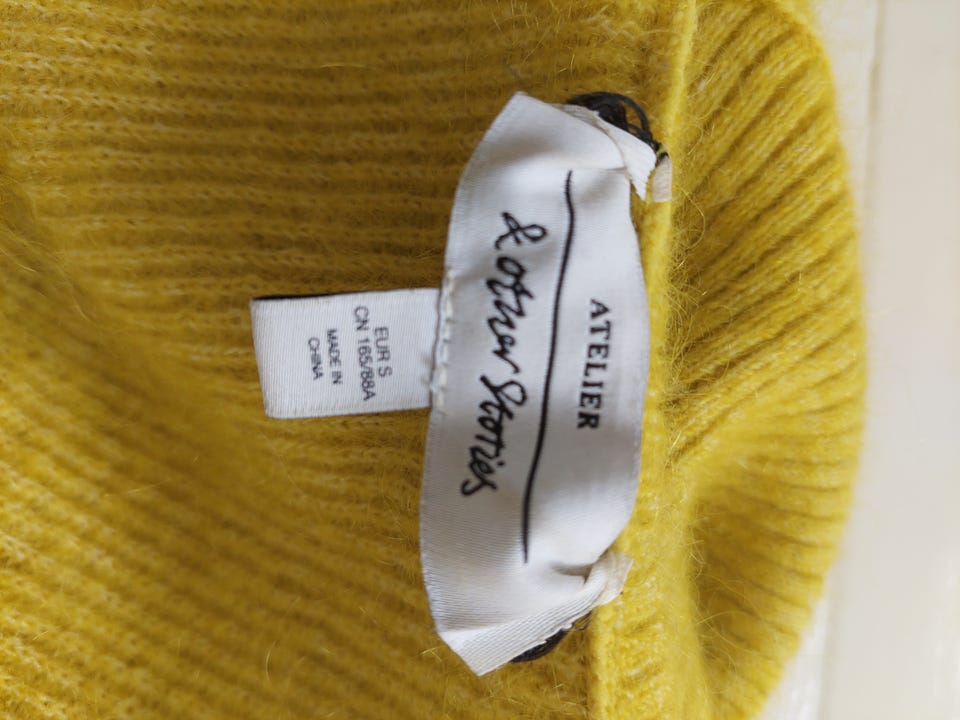 ATELIER
& other Stories
EUR S
CN 165/88A
MADE IN
CHINA